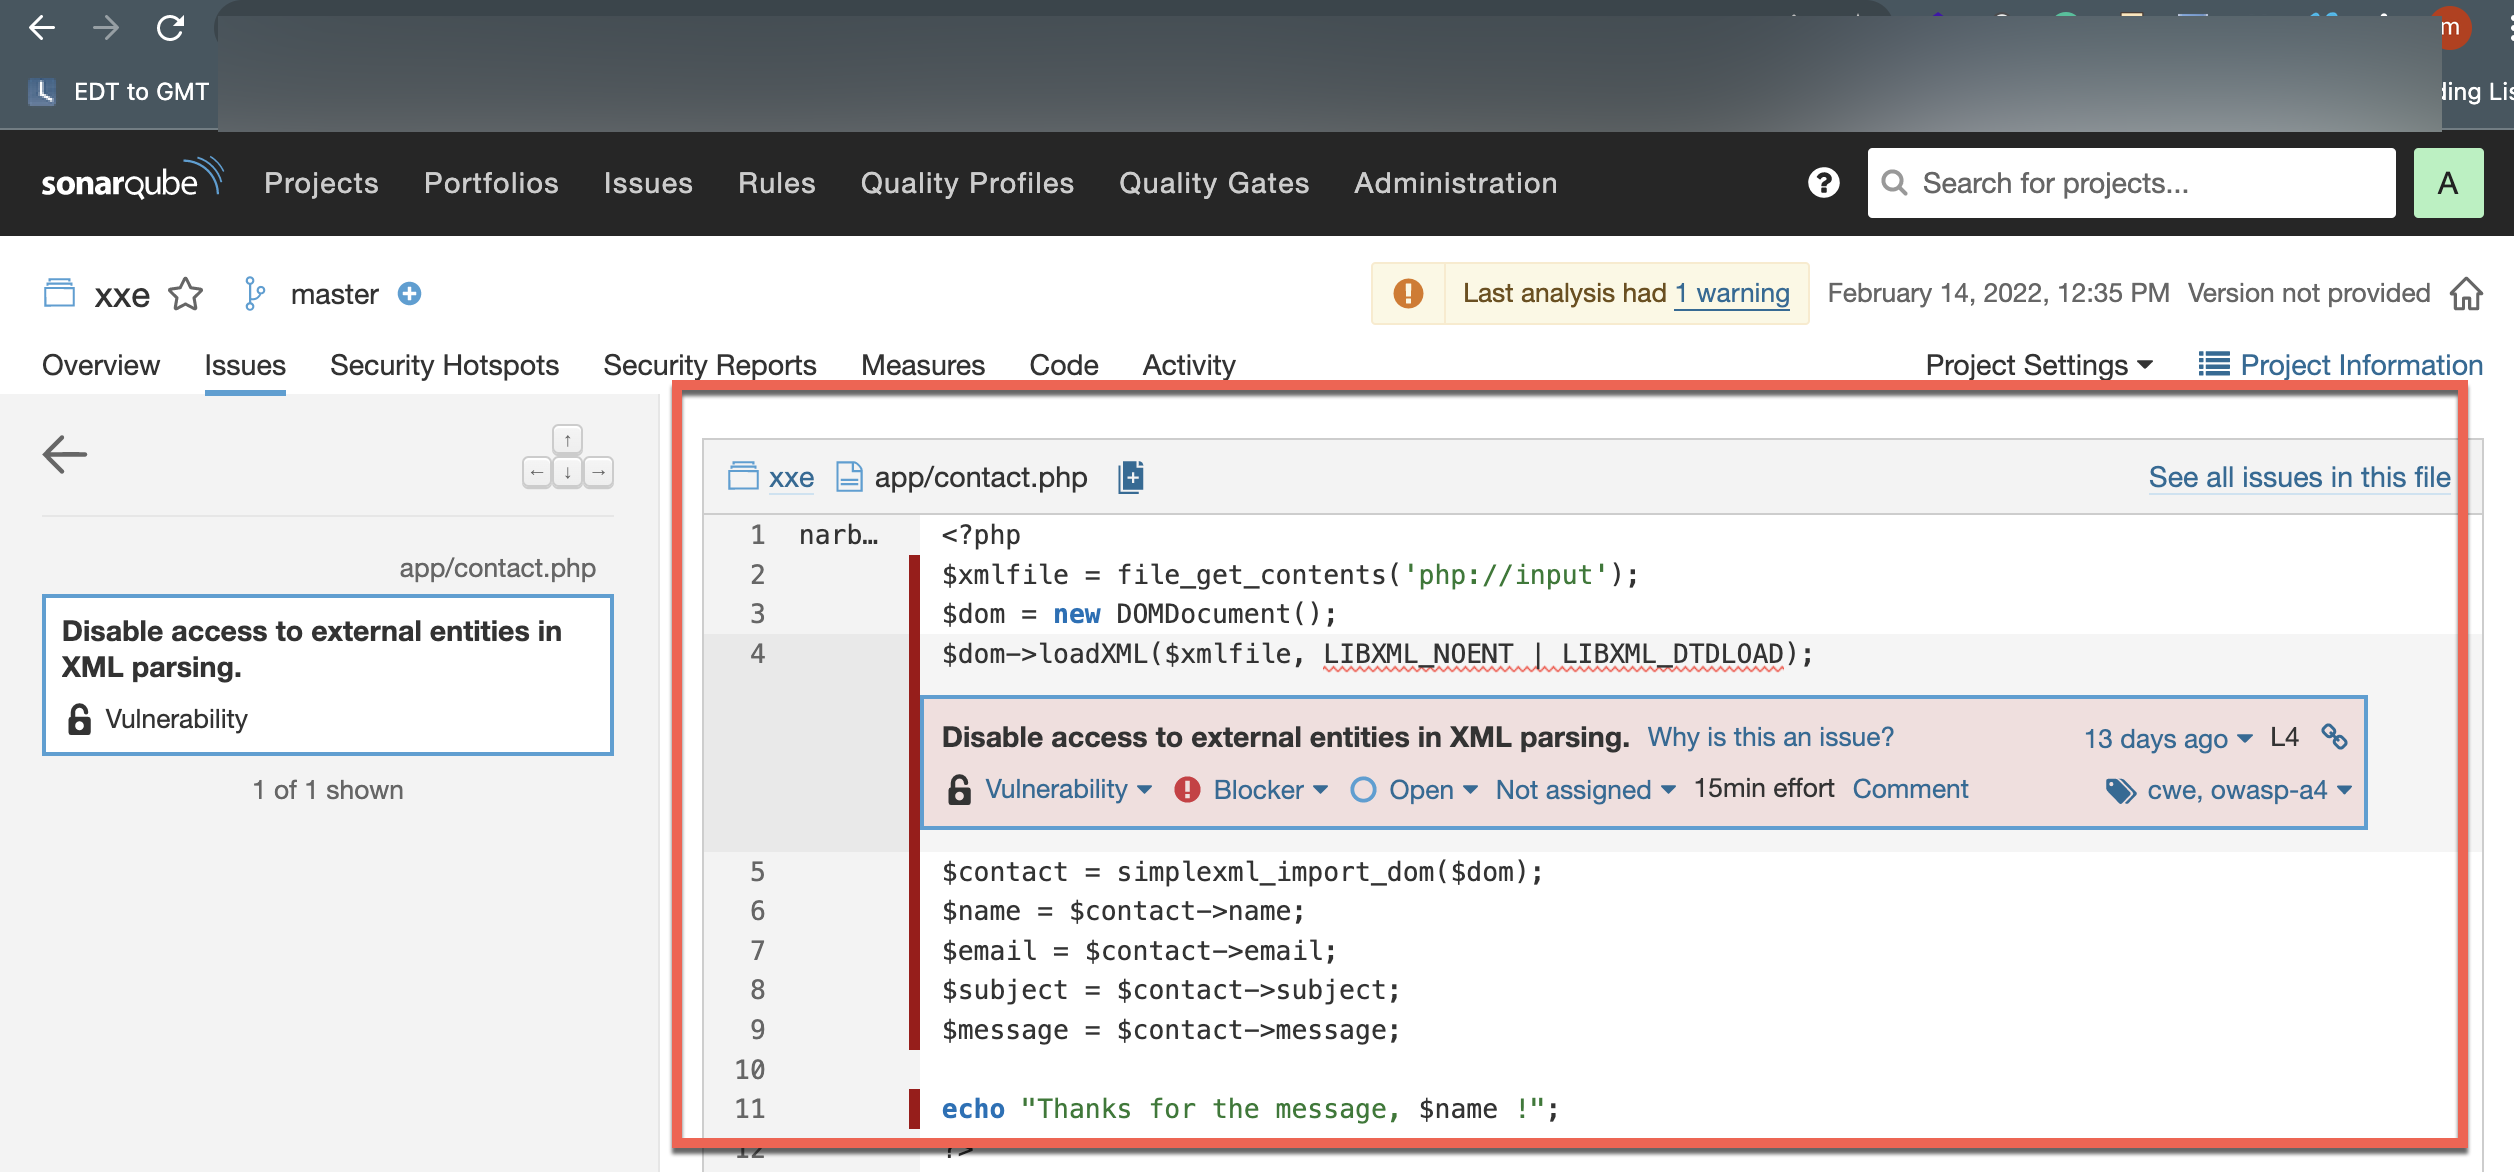 m
EDT to GMT
ding Lis
sonarqube Projects Portfolios Issues Rules Quality Profiles Quality Gates Administration ? Search for projects... A
xxe master Last analysis had 1 warning February 14, 2022, 12:35 PM Version not provided
Overview Issues Security Hotspots Security Reports Measures Code Activity Project Settings Project Information
app/contact.php
Disable access to external entities in
XML parsing.
Vulnerability
1 of 1 shown
xxe app/contact.php See all issues in this file
1 narb… <?php
2 $xmlfile = file_get_contents('php://input');
3 $dom = new DOMDocument();
4 $dom->loadXML($xmlfile, LIBXML_NOENT | LIBXML_DTDLOAD);
Disable access to external entities in XML parsing. Why is this an issue? 13 days ago L4
Vulnerability Blocker Open Not assigned 15min effort Comment cwe, owasp-a4
5 $contact = simplexml_import_dom($dom);
6 $name = $contact->name;
7 $email = $contact->email;
8 $subject = $contact->subject;
9 $message = $contact->message;
10
11 echo "Thanks for the message, $name !";
12 ?>